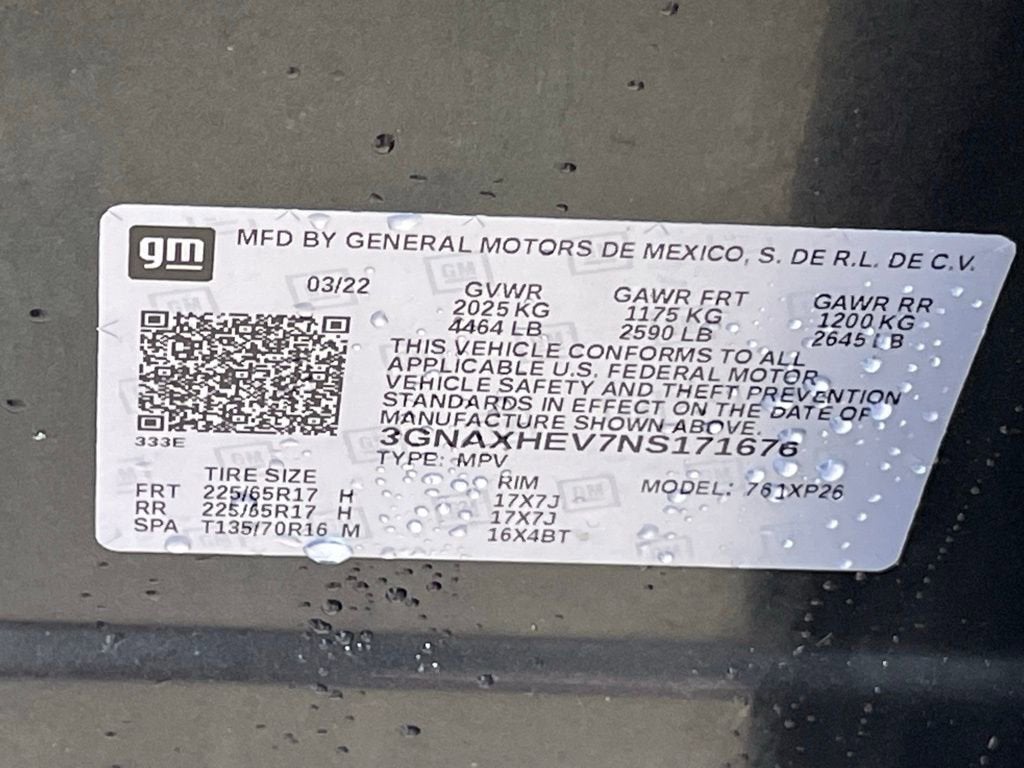 gm MFD BY GENERAL MOTORS DE MEXICO, S. DE R.L. DE C.V.
03/22 GVWR GAWR FRT GAWR RR
2025 KG 1175 KG 1200 KG
4464 LB 2590 LB 2645 LB
THIS VEHICLE CONFORMS TO ALL
APPLICABLE U.S. FEDERAL MOTOR
VEHICLE SAFETY AND THEFT PREVENTION
STANDARDS IN EFFECT ON THE DATE OF
MANUFACTURE SHOWN ABOVE.
333E 3GNAXHEV7NS171676
TYPE: MPV
TIRE SIZE RIM MODEL: 761XP26
FRT 225/65R17 H 17X7J
RR 225/65R17 H 17X7J
SPA T135/70R16 M 16X4BT